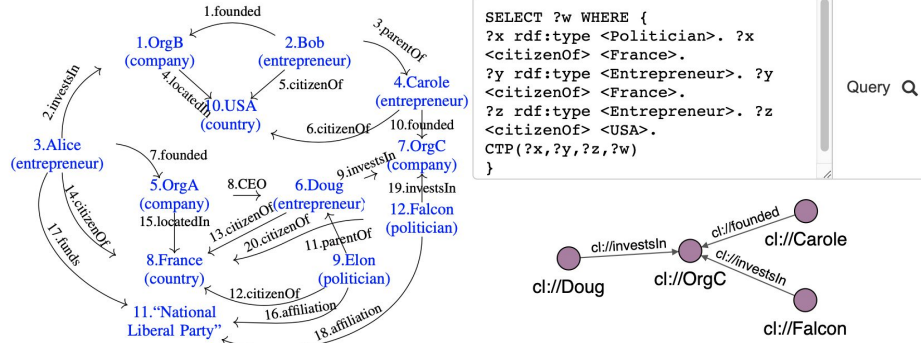 1.founded
1.OrgB
(company)
2.Bob
(entrepreneur)
3.parentOf
2.investsIn
4.locatedIn
5.citizenOf
4.Carole
(entrepreneur)
10.USA
(country)
6.citizenOf
10.founded
3.Alice
(entrepreneur)
7.founded
7.OrgC
(company)
9.investsIn
5.OrgA
(company)
8.CEO
6.Doug
(entrepreneur)
19.investsIn
14.citizenOf
15.locatedIn
13.citizenOf
20.citizenOf
12.Falcon
(politician)
17.funds
11.parentOf
8.France
(country)
9.Elon
(politician)
12.citizenOf
16.affiliation
11.“National
Liberal Party”
18.affiliation
SELECT ?w WHERE {
?x rdf:type <Politician>. ?x
<citizenOf> <France>.
?y rdf:type <Entrepreneur>. ?y
<citizenOf> <France>.
?z rdf:type <Entrepreneur>. ?z
<citizenOf> <USA>.
CTP(?x,?y,?z,?w)
}
Query
cl://investsIn
cl://founded
cl://Carole
cl://Doug
cl://OrgC
cl://investsIn
cl://Falcon